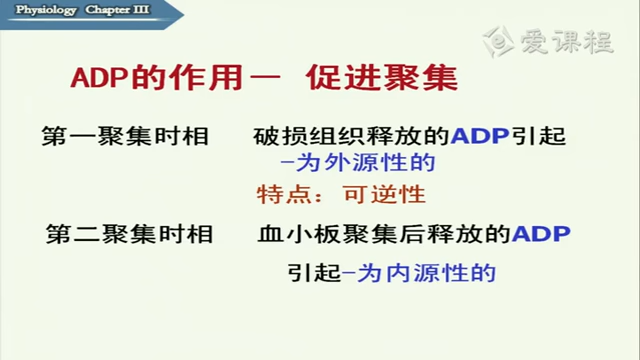 Physiology Chapter III
爱课程
ADP的作用— 促进聚集
第一聚集时相 破损组织释放的ADP引起
-为外源性的
特点：可逆性
第二聚集时相 血小板聚集后释放的ADP
引起-为内源性的